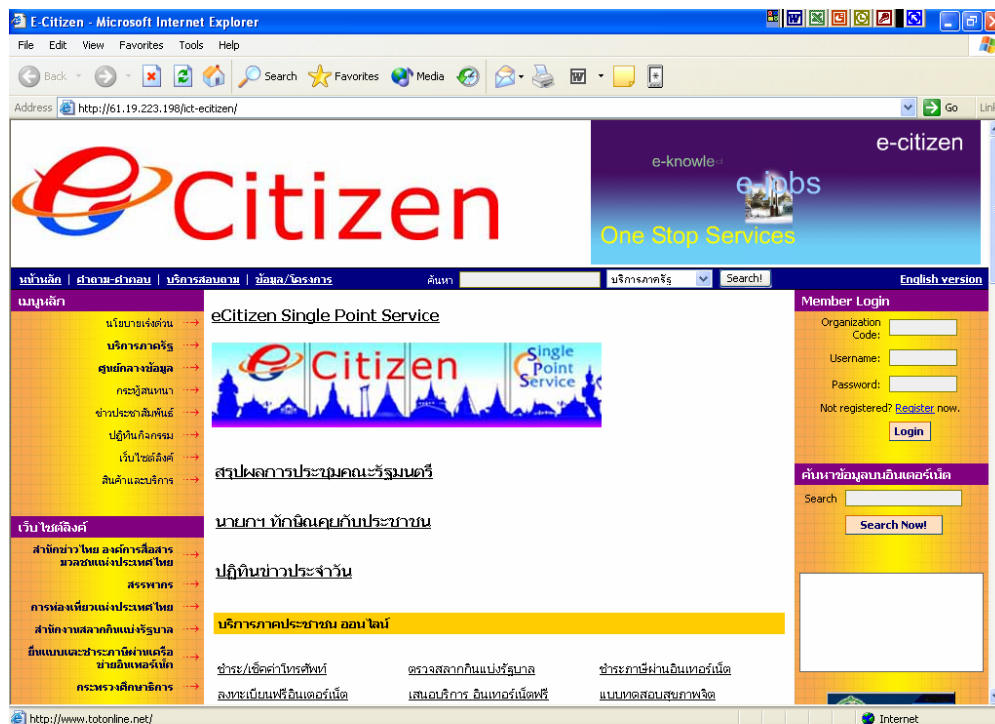 E-Citizen - Microsoft Internet Explorer
File Edit View Favorites Tools Help
Back Search Favorites Media
Address http://61.19.223.198/ict-ecitizen/ Go Lin
eCitizen
e-citizen
e-knowle
e-jobs
One Stop Services
หน้าหลัก | คำถาม-คำตอบ | บริการสอบถาม | ข้อมูล/โครงการ ค้นหา บริการภาครัฐ Search! English version
เมนูหลัก
นโยบายเร่งด่วน
บริการภาครัฐ
ศูนย์กลางข้อมูล
กระทู้สนทนา
ข่าวประชาสัมพันธ์
ปฏิทินกิจกรรม
เว็บไซต์ลิงค์
สินค้าและบริการ
เว็บไซต์ลิงค์
สำนักข่าวไทย องค์การสื่อสาร
มวลชนแห่งประเทศไทย
สรรพากร
การท่องเที่ยวแห่งประเทศไทย
สำนักงานสลากกินแบ่งรัฐบาล
ยื่นแบบและชำระภาษีผ่านเครือ
ข่ายอินเทอร์เน็ต
กระทรวงศึกษาธิการ
eCitizen Single Point Service
eCitizen
Single
Point
Service
สรุปผลการประชุมคณะรัฐมนตรี
นายกฯ ทักษิณคุยกับประชาชน
ปฏิทินข่าวประจำวัน
บริการภาคประชาชน ออนไลน์
ชำระ/เช็คค่าโทรศัพท์ ตรวจสลากกินแบ่งรัฐบาล ชำระภาษีผ่านอินเทอร์เน็ต
ลงทะเบียนฟรีอินเตอร์เน็ต เสนอบริการ อินเทอร์เน็ตฟรี แบบทดสอบสุขภาพจิต
Member Login
Organization
Code:
Username:
Password:
Not registered? Register now.
Login
ค้นหาข้อมูลบนอินเตอร์เน็ต
Search
Search Now!
http://www.totonline.net/ Internet